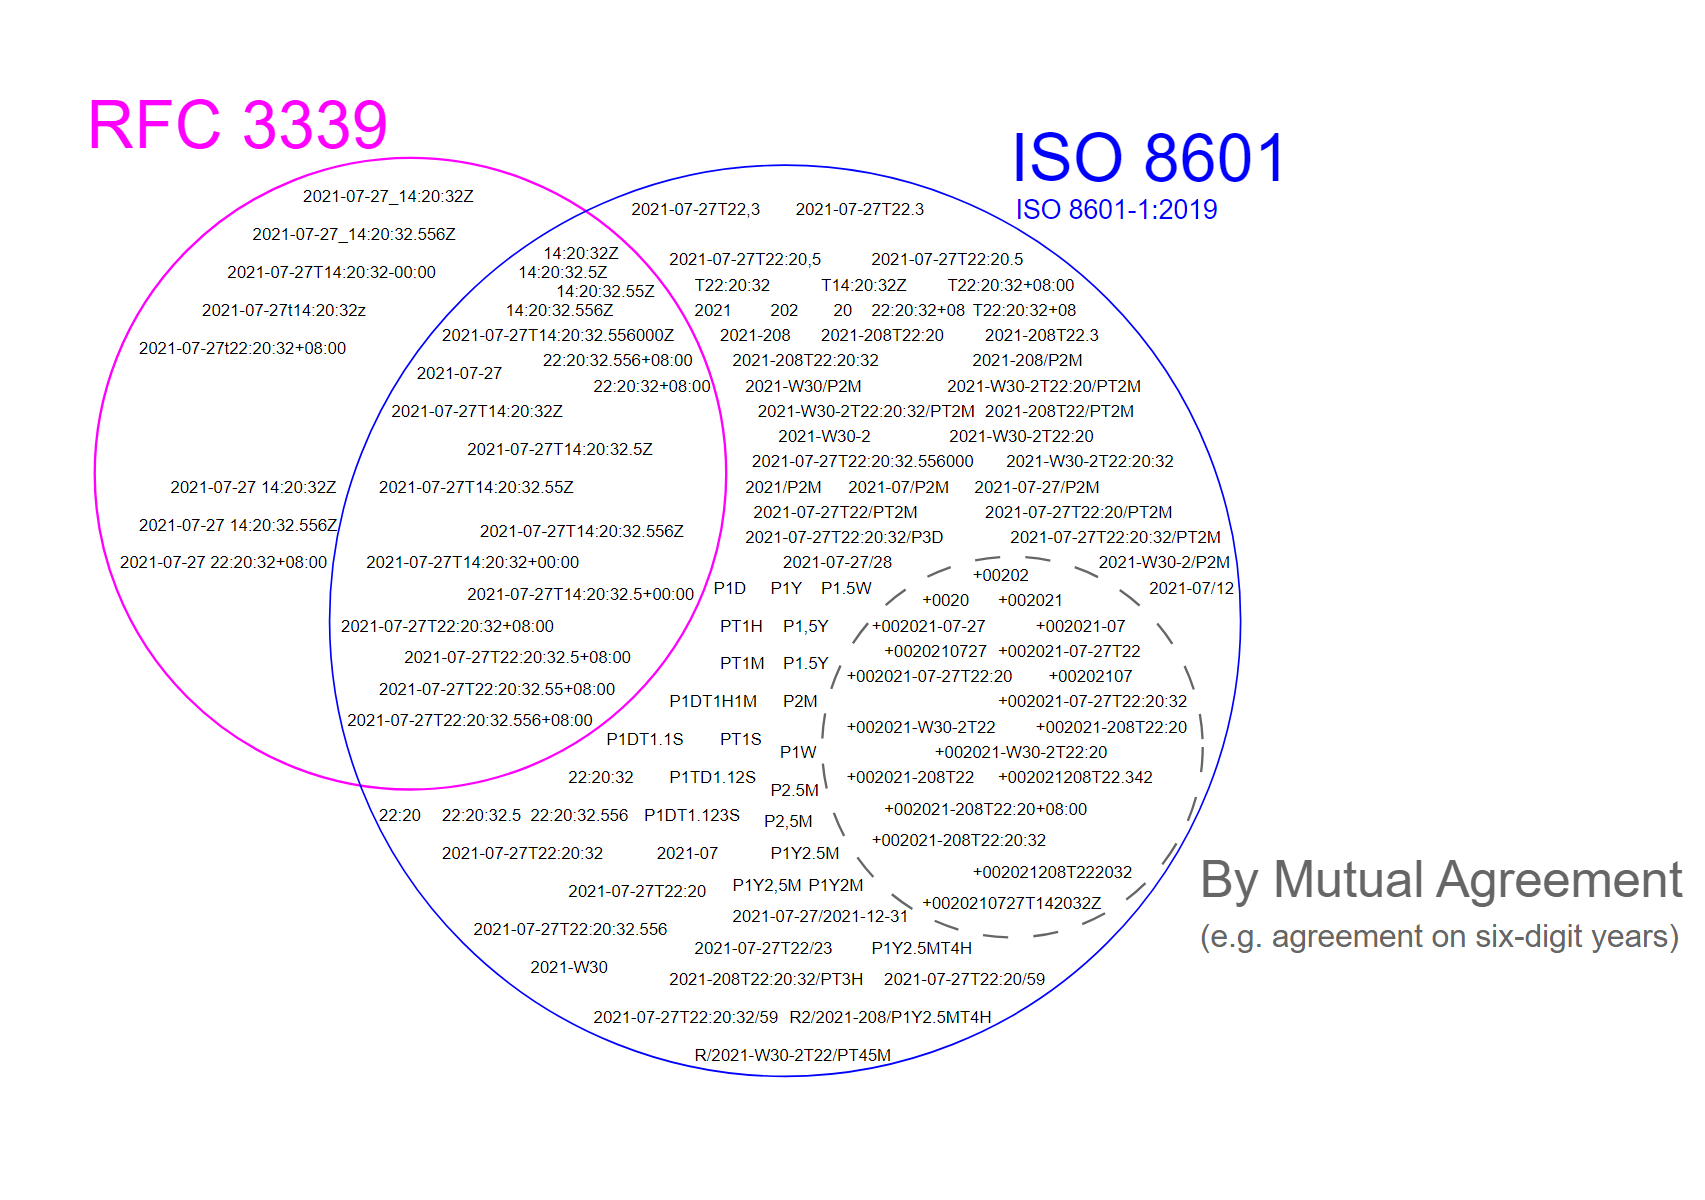 RFC 3339
ISO 8601
ISO 8601-1:2019
2021-07-27_14:20:32Z
2021-07-27T22,3 2021-07-27T22.3
2021-07-27_14:20:32.556Z
14:20:32Z
2021-07-27T22:20,5 2021-07-27T22:20.5
2021-07-27T14:20:32-00:00
14:20:32.5Z
T22:20:32 T14:20:32Z T22:20:32+08:00
14:20:32.55Z
2021-07-27t14:20:32z
14:20:32.556Z
2021 202 20 22:20:32+08 T22:20:32+08
2021-07-27T14:20:32.556000Z
2021-208 2021-208T22:20 2021-208T22.3
2021-07-27t22:20:32+08:00
22:20:32.556+08:00
2021-208T22:20:32 2021-208/P2M
2021-07-27
22:20:32+08:00
2021-W30/P2M 2021-W30-2T22:20/PT2M
2021-07-27T14:20:32Z
2021-W30-2T22:20:32/PT2M 2021-208T22/PT2M
2021-W30-2 2021-W30-2T22:20
2021-07-27T14:20:32.5Z
2021-07-27T22:20:32.556000 2021-W30-2T22:20:32
2021-07-27 14:20:32Z
2021-07-27T14:20:32.55Z
2021/P2M 2021-07/P2M 2021-07-27/P2M
2021-07-27T22/PT2M 2021-07-27T22:20/PT2M
2021-07-27 14:20:32.556Z
2021-07-27T14:20:32.556Z
2021-07-27T22:20:32/P3D 2021-07-27T22:20:32/PT2M
2021-07-27 22:20:32+08:00
2021-07-27T14:20:32+00:00
2021-07-27/28
2021-W30-2/P2M
+00202
2021-07-27T14:20:32.5+00:00
P1D P1Y P1.5W
2021-07/12
+0020 +002021
2021-07-27T22:20:32+08:00
PT1H P1,5Y
+002021-07-27 +002021-07
2021-07-27T22:20:32.5+08:00
+0020210727 +002021-07-27T22
PT1M P1.5Y
+002021-07-27T22:20 +00202107
2021-07-27T22:20:32.55+08:00
P1DT1H1M P2M
+002021-07-27T22:20:32
2021-07-27T22:20:32.556+08:00
+002021-W30-2T22 +002021-208T22:20
P1DT1.1S PT1S
P1W
+002021-W30-2T22:20
22:20:32 P1TD1.12S
+002021-208T22 +002021208T22.342
P2.5M
22:20 22:20:32.5 22:20:32.556 P1DT1.123S
P2,5M
+002021-208T22:20+08:00
+002021-208T22:20:32
2021-07-27T22:20:32 2021-07 P1Y2.5M
+002021208T222032
By Mutual Agreement
2021-07-27T22:20
P1Y2,5M P1Y2M
+0020210727T142032Z
2021-07-27/2021-12-31
2021-07-27T22:20:32.556
(e.g. agreement on six-digit years)
2021-07-27T22/23 P1Y2.5MT4H
2021-W30
2021-208T22:20:32/PT3H 2021-07-27T22:20/59
2021-07-27T22:20:32/59 R2/2021-208/P1Y2.5MT4H
R/2021-W30-2T22/PT45M